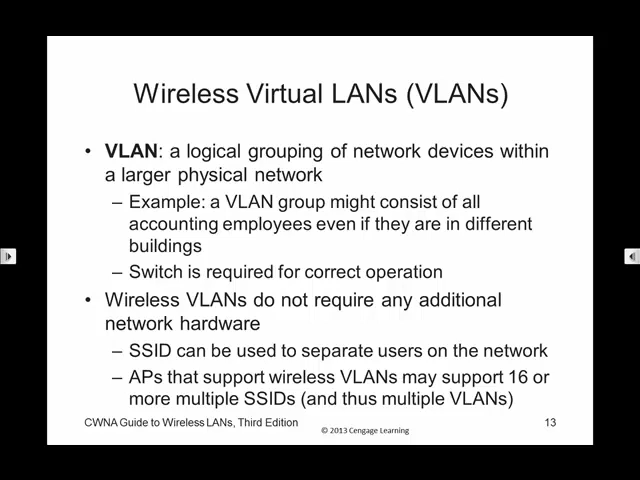 Wireless Virtual LANs (VLANs)
• VLAN: a logical grouping of network devices within
a larger physical network
– Example: a VLAN group might consist of all
accounting employees even if they are in different
buildings
– Switch is required for correct operation
• Wireless VLANs do not require any additional
network hardware
– SSID can be used to separate users on the network
– APs that support wireless VLANs may support 16 or
more multiple SSIDs (and thus multiple VLANs)
CWNA Guide to Wireless LANs, Third Edition
© 2013 Cengage Learning
13